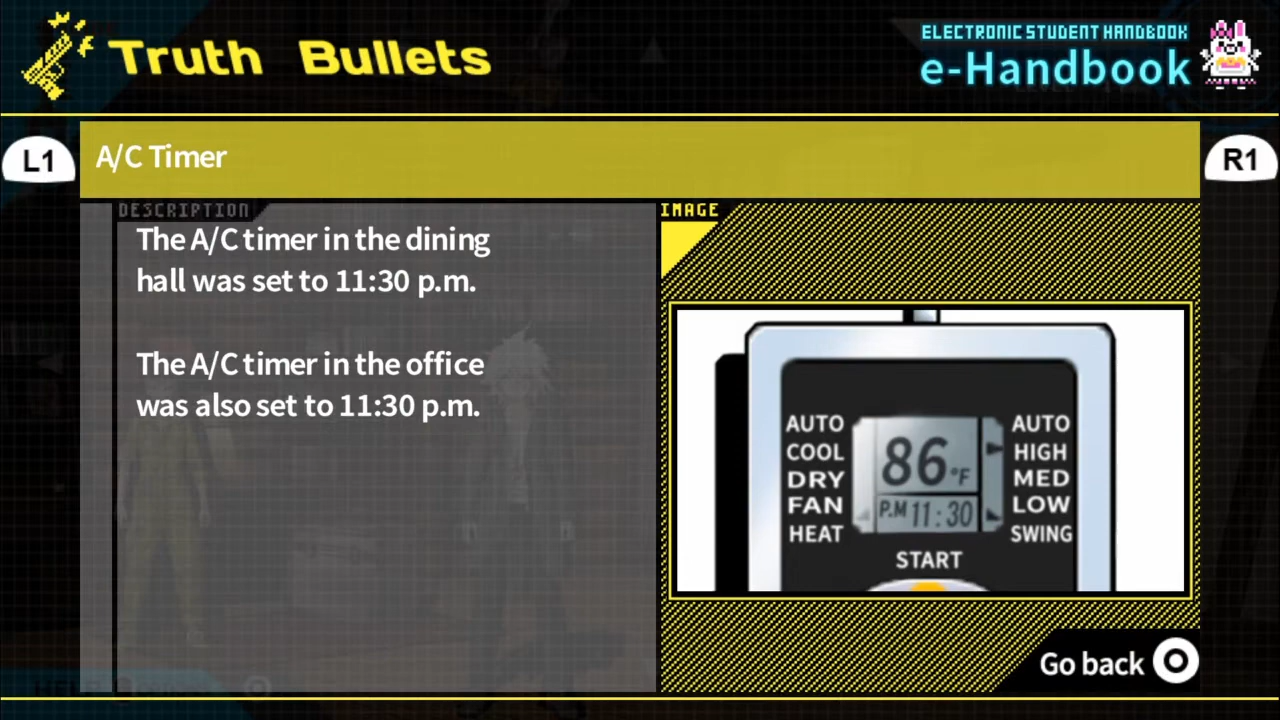 Truth Bullets
ELECTRONIC STUDENT HANDBOOK
e-Handbook
L1
A/C Timer
R1
DESCRIPTION
The A/C timer in the dining
hall was set to 11:30 p.m.
The A/C timer in the office
was also set to 11:30 p.m.
IMAGE
AUTO
COOL
DRY
FAN
HEAT
86°F
P.M 11:30
AUTO
HIGH
MED
LOW
SWING
START
Go back